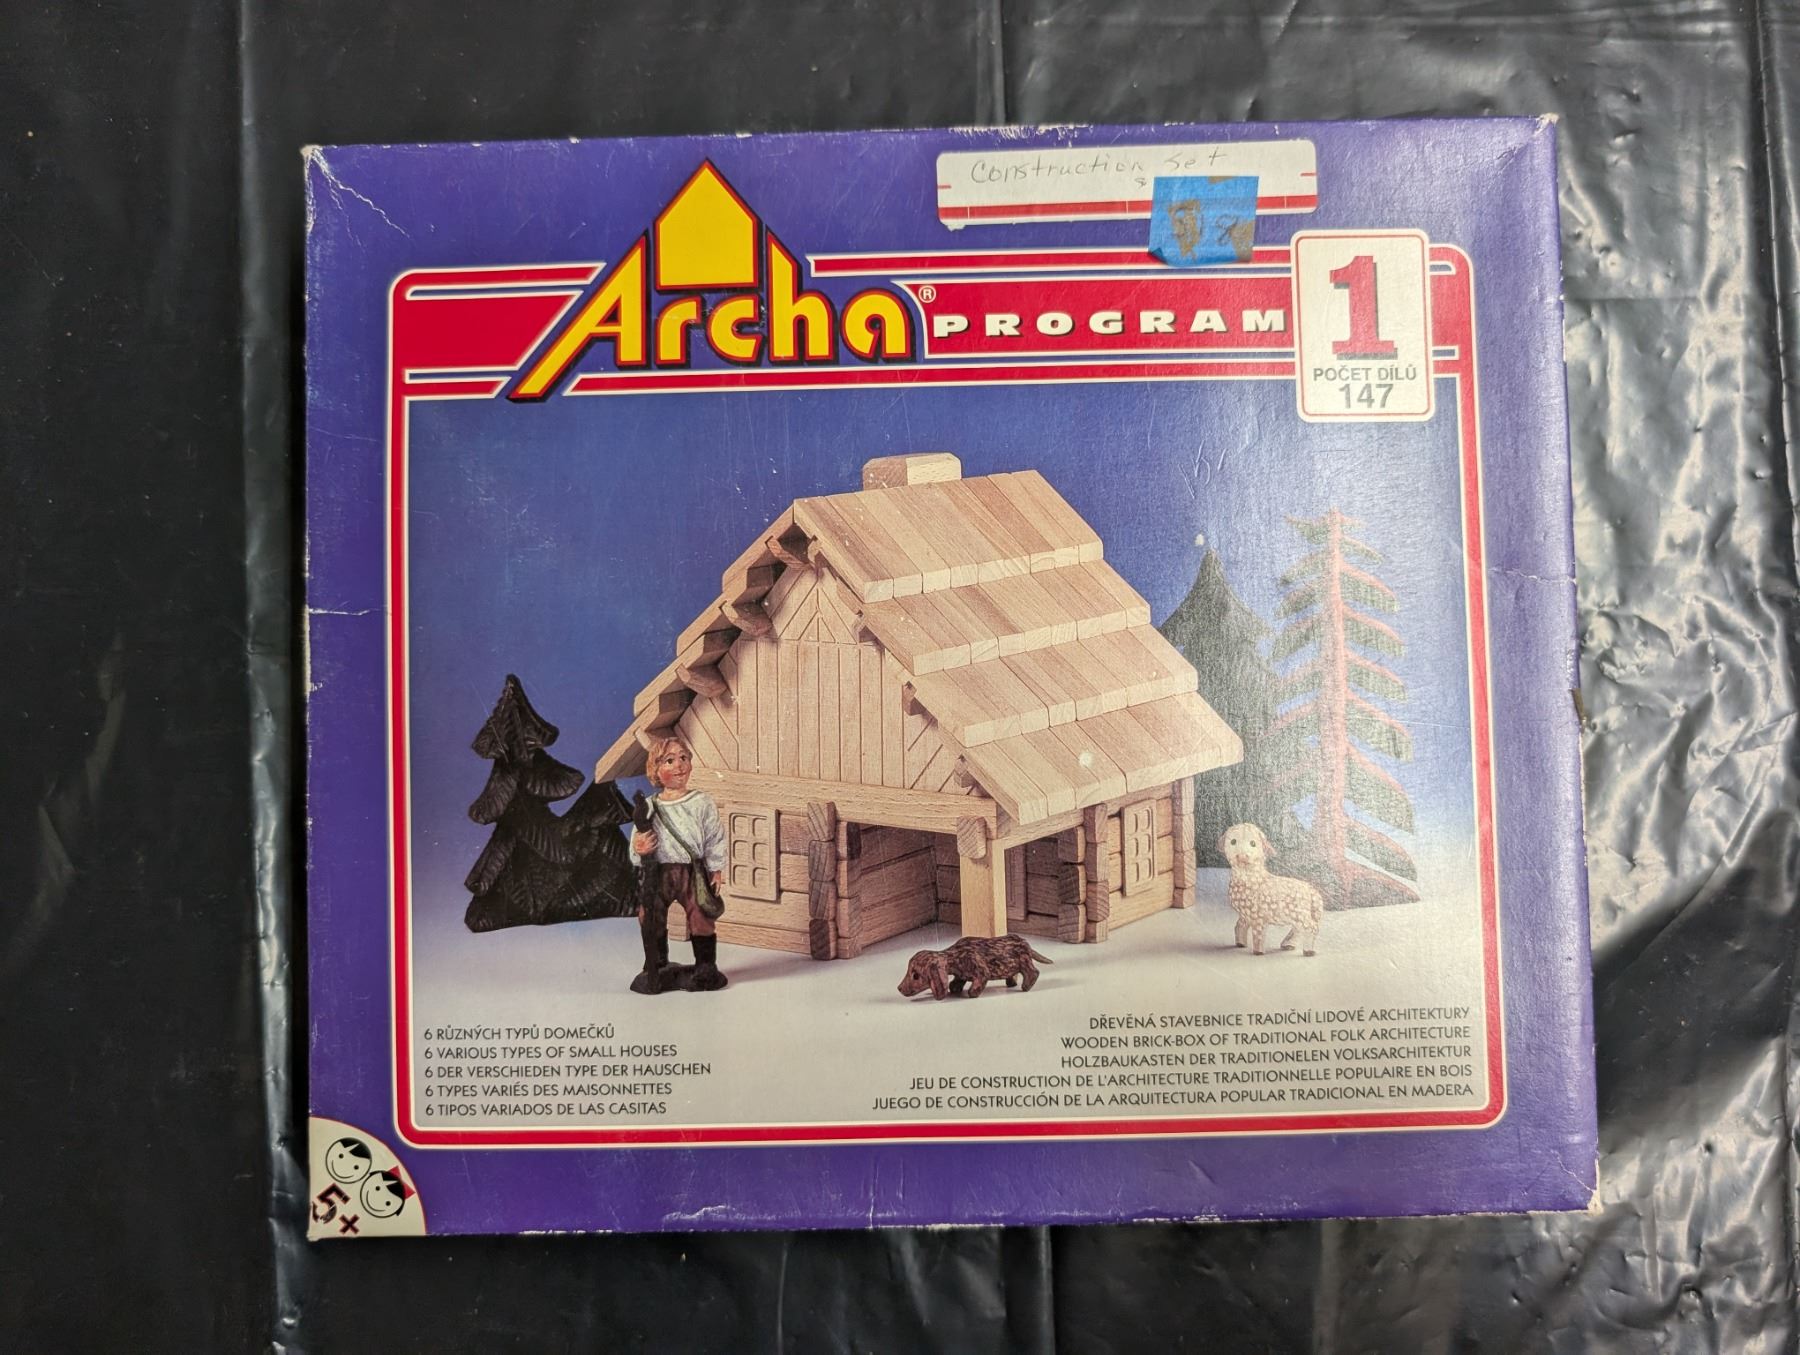 Construction Set
Archa® PROGRAM
1
POČET DÍLŮ
147
6 RŮZNÝCH TYPŮ DOMEČKŮ
6 VARIOUS TYPES OF SMALL HOUSES
6 DER VERSCHIEDEN TYPE DER HAUSCHEN
6 TYPES VARIÉS DES MAISONNETTES
6 TIPOS VARIADOS DE LAS CASITAS
DŘEVĚNÁ STAVEBNICE TRADIČNÍ LIDOVÉ ARCHITEKTURY
WOODEN BRICK-BOX OF TRADITIONAL FOLK ARCHITECTURE
HOLZBAUKASTEN DER TRADITIONELEN VOLKSARCHITEKTUR
JEU DE CONSTRUCTION DE L'ARCHITECTURE TRADITIONNELLE POPULAIRE EN BOIS
JUEGO DE CONSTRUCCIÓN DE LA ARQUITECTURA POPULAR TRADICIONAL EN MADERA
5+